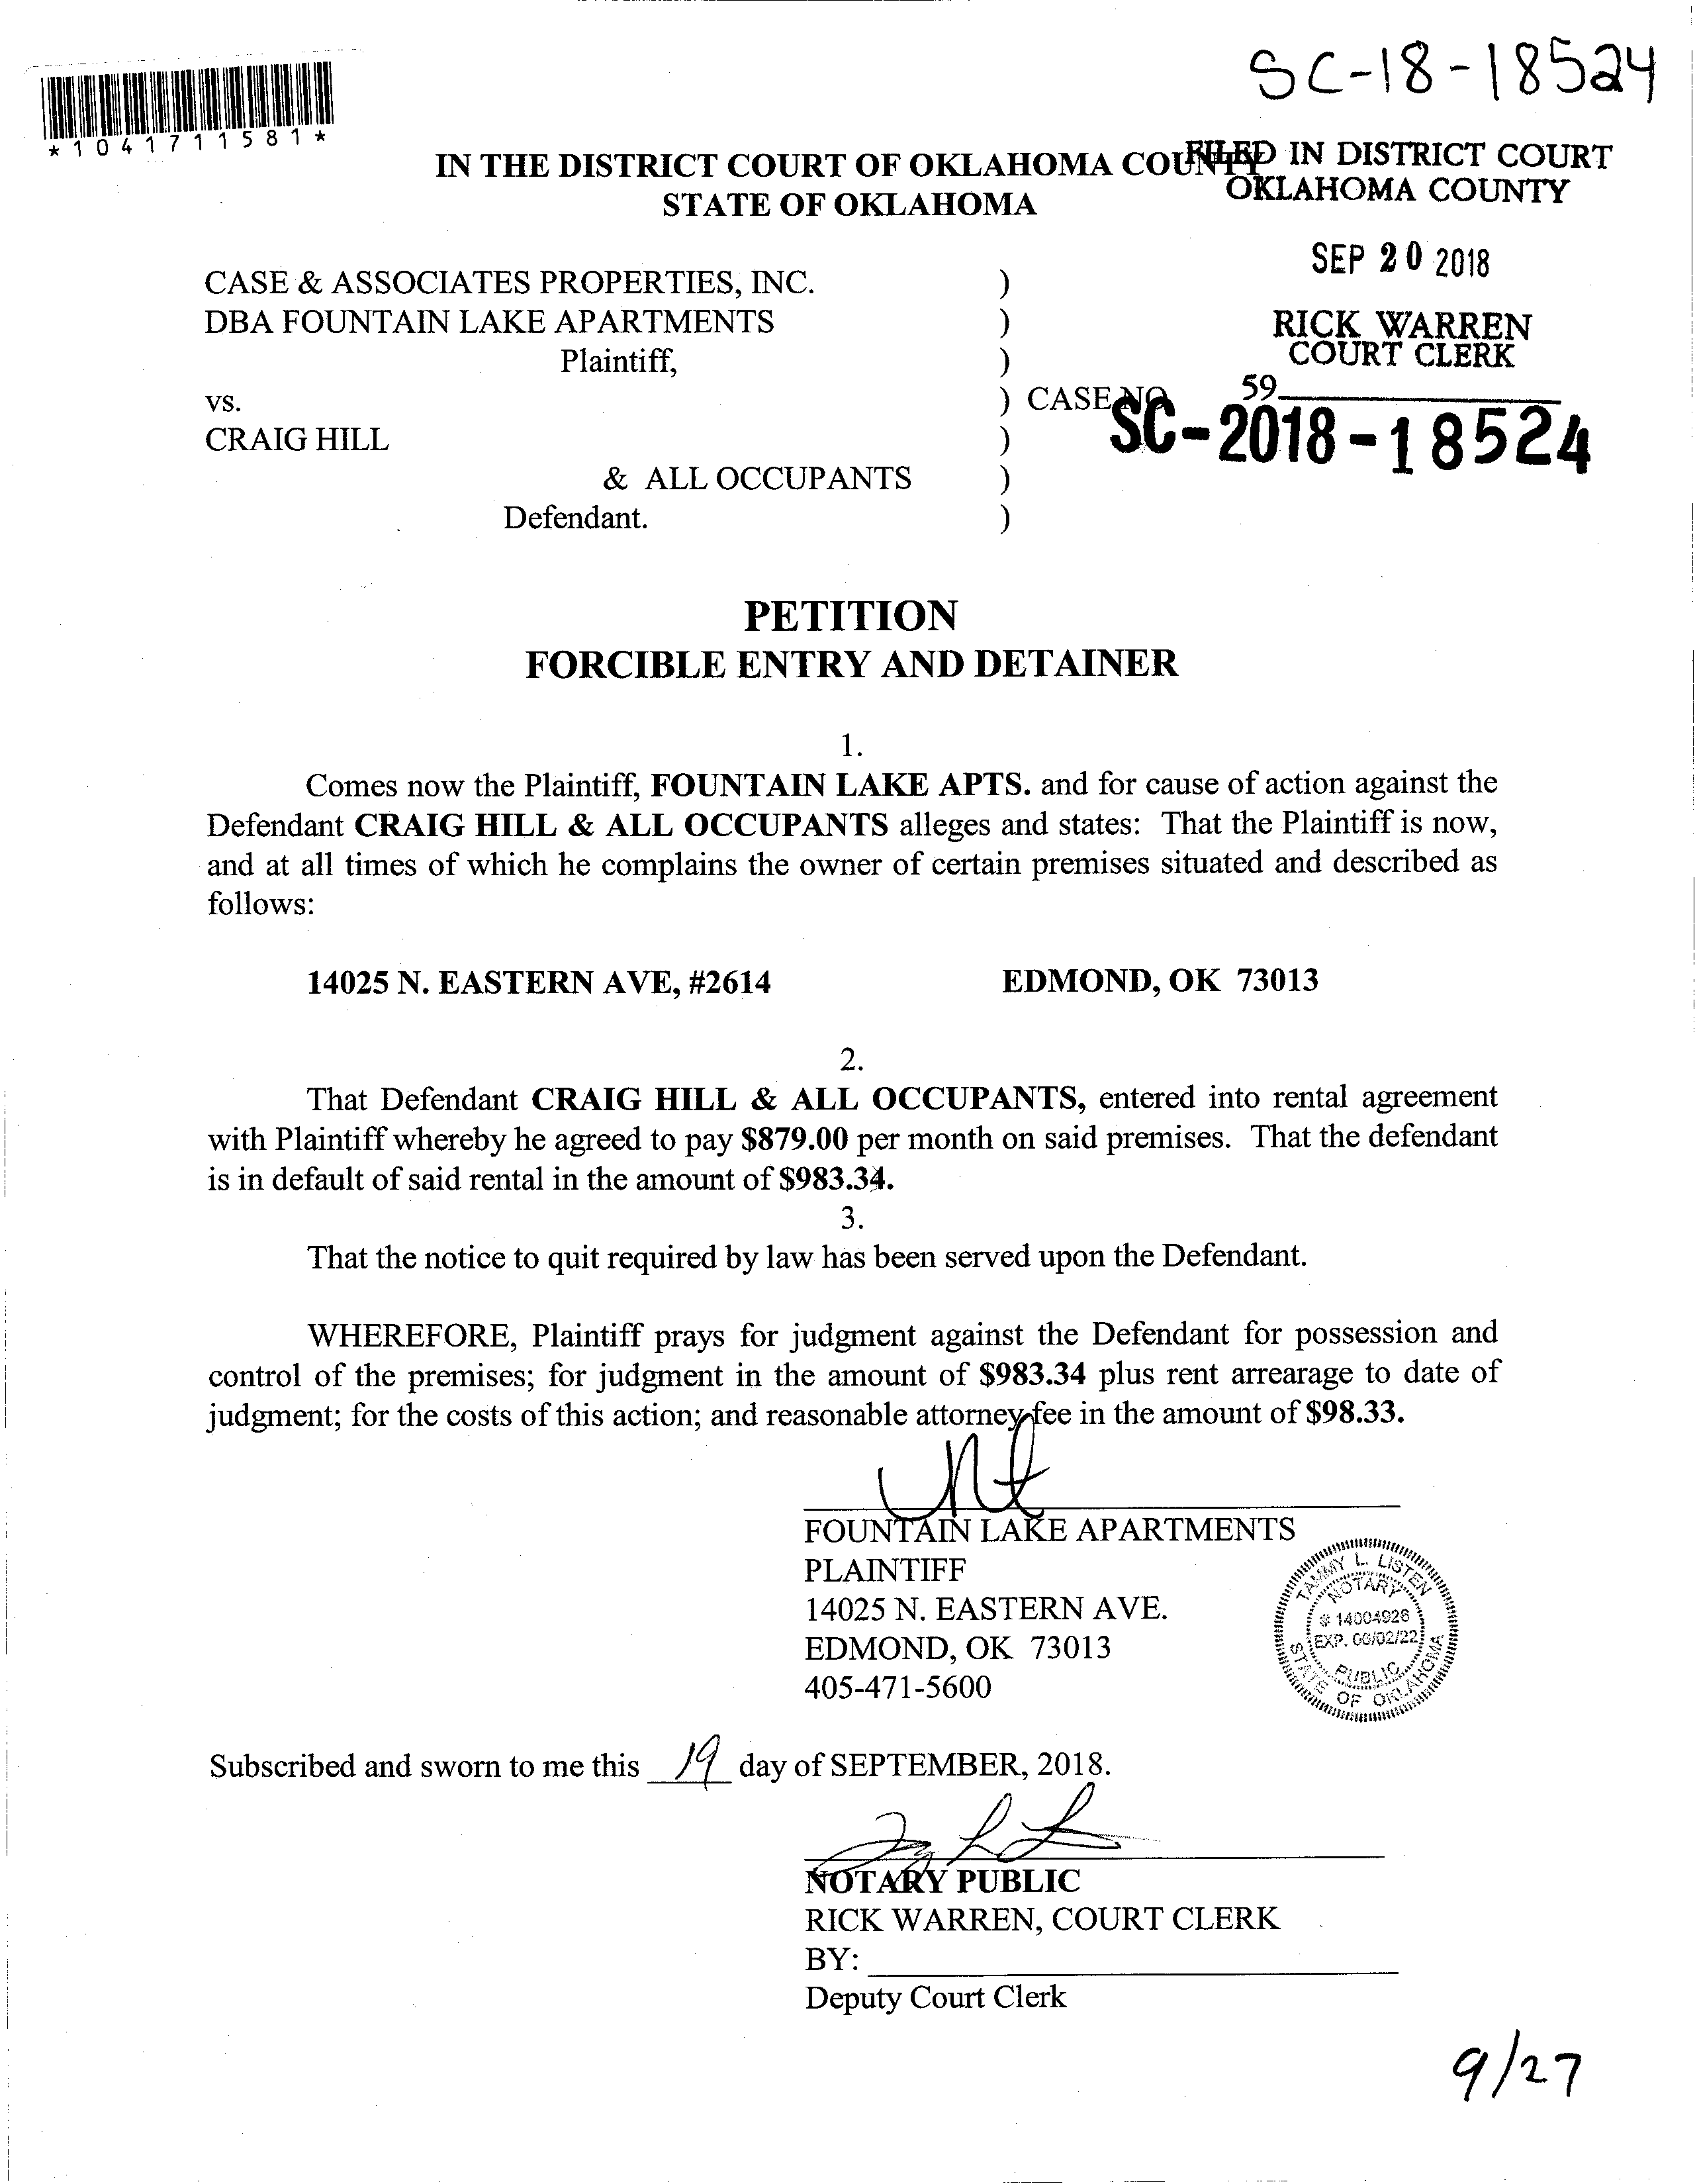 SC-18-18524
*1041711581*
IN THE DISTRICT COURT OF OKLAHOMA COUNTY
STATE OF OKLAHOMA
FILED IN DISTRICT COURT
OKLAHOMA COUNTY
SEP 20 2018
RICK WARREN
COURT CLERK
59
CASE & ASSOCIATES PROPERTIES, INC. )
DBA FOUNTAIN LAKE APARTMENTS )
Plaintiff, )
vs. ) CASE NO.
SC-2018-18524
CRAIG HILL )
& ALL OCCUPANTS )
Defendant. )
PETITION
FORCIBLE ENTRY AND DETAINER
1.
Comes now the Plaintiff, FOUNTAIN LAKE APTS. and for cause of action against the
Defendant CRAIG HILL & ALL OCCUPANTS alleges and states: That the Plaintiff is now,
and at all times of which he complains the owner of certain premises situated and described as
follows:
14025 N. EASTERN AVE, #2614 EDMOND, OK 73013
2.
That Defendant CRAIG HILL & ALL OCCUPANTS, entered into rental agreement
with Plaintiff whereby he agreed to pay $879.00 per month on said premises. That the defendant
is in default of said rental in the amount of $983.34.
3.
That the notice to quit required by law has been served upon the Defendant.
WHEREFORE, Plaintiff prays for judgment against the Defendant for possession and
control of the premises; for judgment in the amount of $983.34 plus rent arrearage to date of
judgment; for the costs of this action; and reasonable attorney fee in the amount of $98.33.
FOUNTAIN LAKE APARTMENTS
PLAINTIFF
14025 N. EASTERN AVE.
EDMOND, OK 73013
405-471-5600
TAMMY L. LISTEN
NOTARY
# 14004926
EXP. 06/02/22
PUBLIC
STATE OF OKLAHOMA
Subscribed and sworn to me this 19 day of SEPTEMBER, 2018.
NOTARY PUBLIC
RICK WARREN, COURT CLERK
BY:
Deputy Court Clerk
9/27